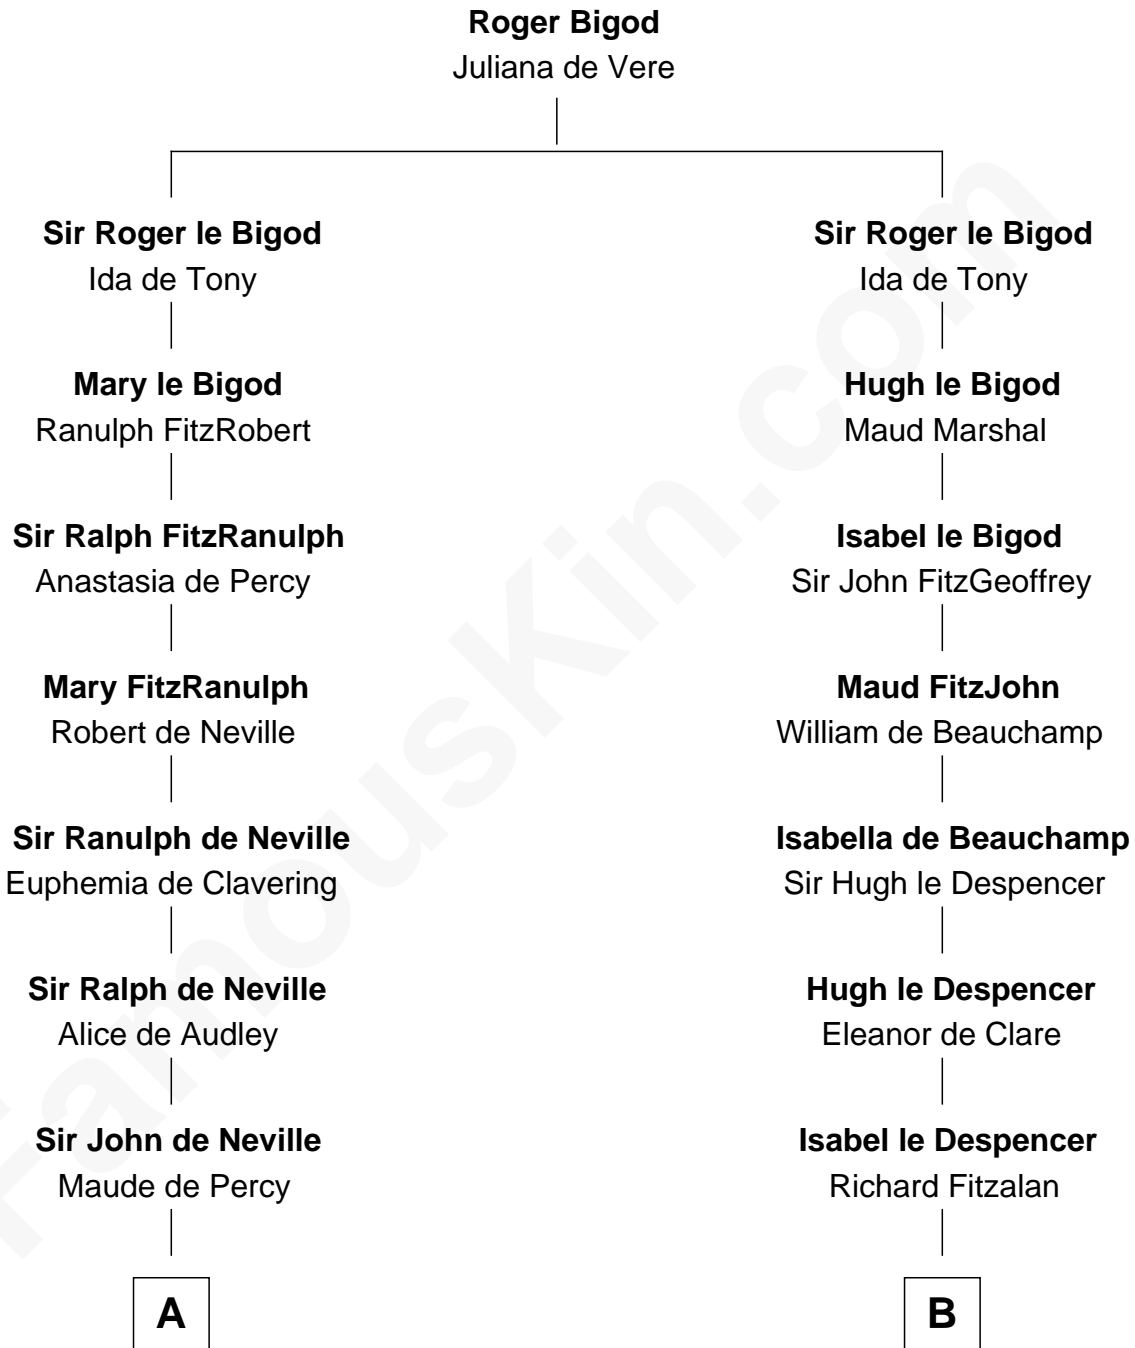 Roger Bigod
Juliana de Vere
Sir Roger le Bigod
Ida de Tony
Sir Roger le Bigod
Ida de Tony
Mary le Bigod
Ranulph FitzRobert
Hugh le Bigod
Maud Marshal
Sir Ralph FitzRanulph
Anastasia de Percy
Isabel le Bigod
Sir John FitzGeoffrey
Mary FitzRanulph
Robert de Neville
Maud FitzJohn
William de Beauchamp
Sir Ranulph de Neville
Euphemia de Clavering
Isabella de Beauchamp
Sir Hugh le Despencer
Sir Ralph de Neville
Alice de Audley
Hugh le Despencer
Eleanor de Clare
Sir John de Neville
Maude de Percy
Isabel le Despencer
Richard Fitzalan
A
B
FamousKin.com